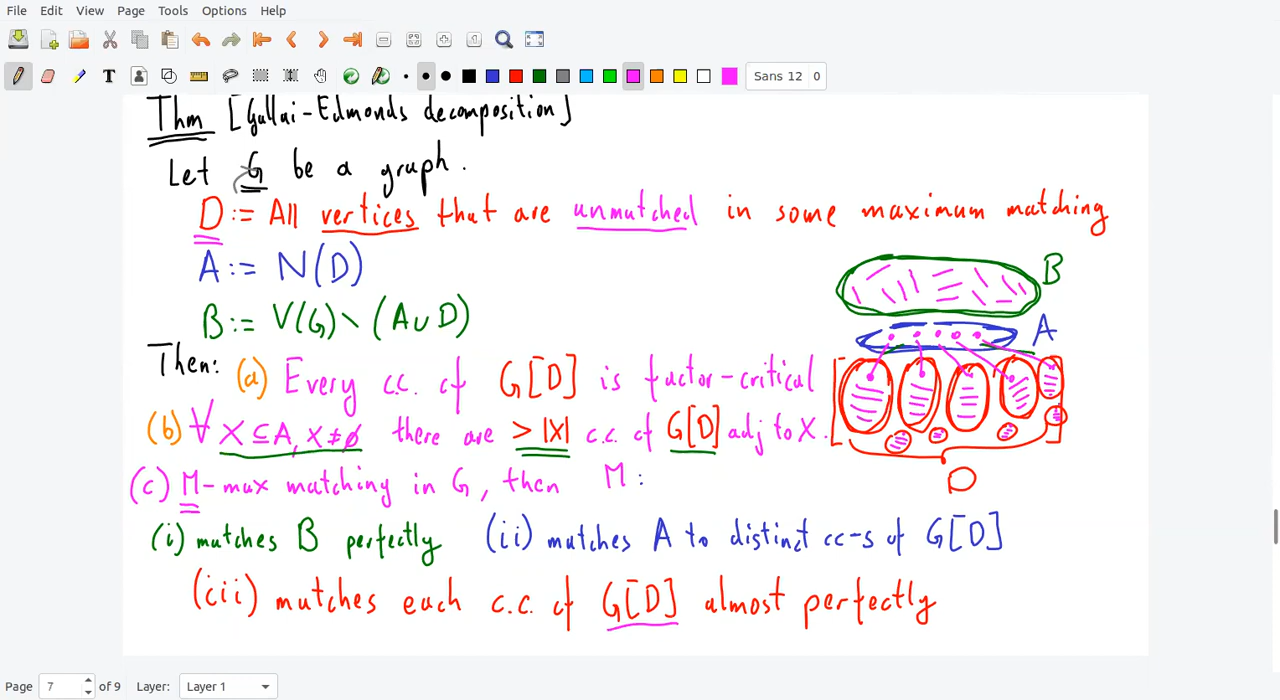 File Edit View Page Tools Options Help
Sans 12 0
Thm [Gallai-Edmonds decomposition]
Let G be a graph.
D := All vertices that are unmatched in some maximum matching
A := N(D)
B := V(G) \ (A ∪ D)
B
A
Then: (a) Every c.c. of G[D] is factor-critical
(b) ∀ X ⊆ A, X ≠ ∅ there are > |X| c.c. of G[D] adj to X.
D
(c) M - max matching in G, then M:
(i) matches B perfectly (ii) matches A to distinct cc-s of G[D]
(iii) matches each c.c. of G[D] almost perfectly
Page 7 of 9 Layer: Layer 1